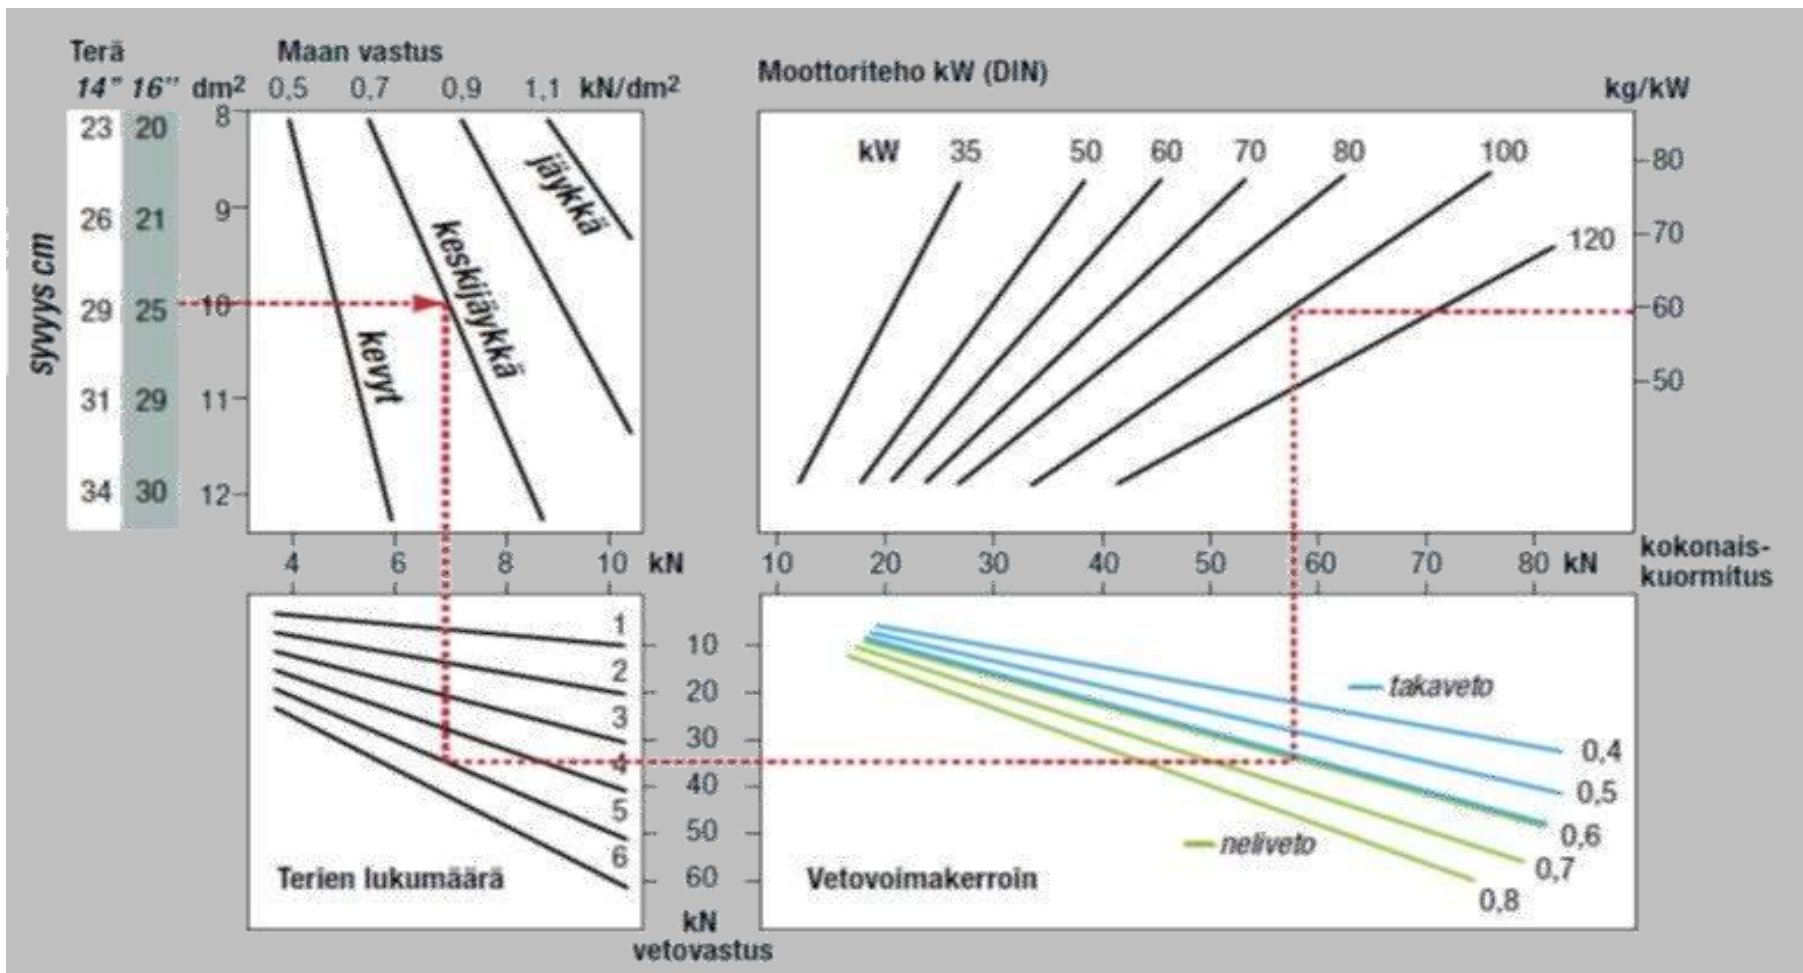 Terä
14” 16” dm2
Maan vastus
0,5 0,7 0,9 1,1 kN/dm2
syvyys cm
23 20
26 21
29 25
31 29
34 30
8
9
10
11
12
kevyt
keskijäykkä
jäykkä
4 6 8 10 kN
Moottoriteho kW (DIN)
kg/kW
kW 35 50 60 70 80 100
120
80
70
60
50
10 20 30 40 50 60 70 80 kN
kokonais-
kuormitus
1
2
3
4
5
6
Terien lukumäärä
10
20
30
40
50
60
kN
vetovastus
takaveto
neliveto
0,4
0,5
0,6
0,7
0,8
Vetovoimakerroin